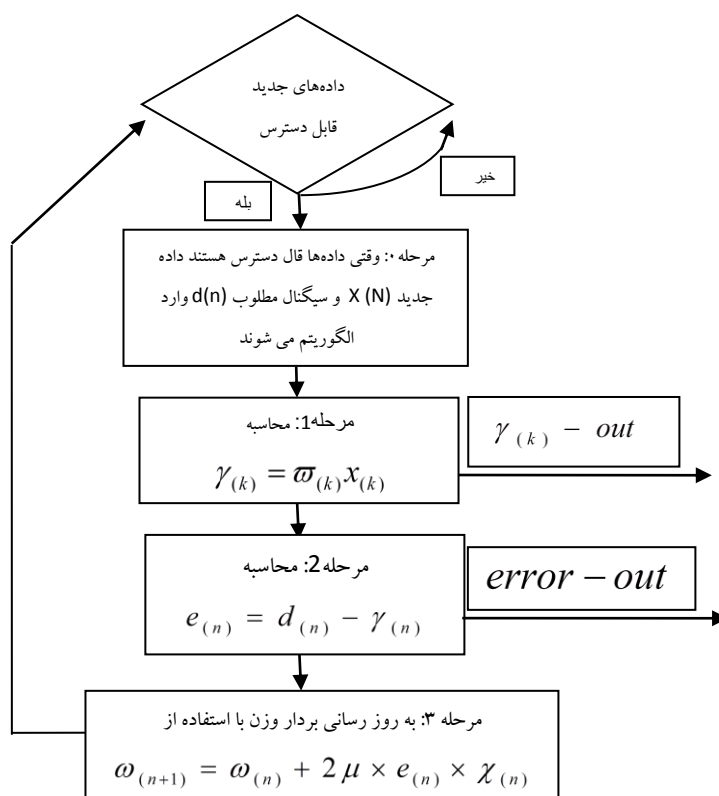 داده‌های جدید
قابل دسترس
خیر
بله
مرحله ۰: وقتی داده‌ها قال دسترس هستند داده
جدید X (N) و سیگنال مطلوب d(n) وارد
الگوریتم می شوند
مرحله1: محاسبه
γ(k) = ϖ(k)x(k)
γ(k) − out
مرحله2: محاسبه
e(n) = d(n) − γ(n)
error − out
مرحله ۳: به روز رسانی بردار وزن با استفاده از
ω(n+1) = ω(n) + 2 μ × e(n) × χ(n)